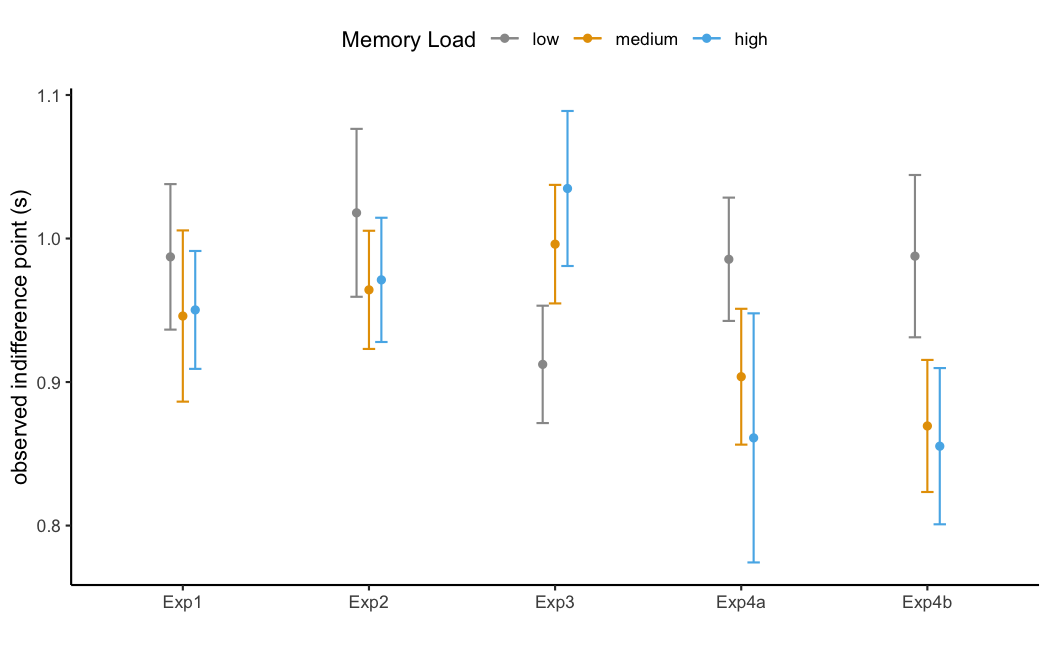 Memory Load low medium high
observed indifference point (s)
1.1
1.0
0.9
0.8
Exp1 Exp2 Exp3 Exp4a Exp4b